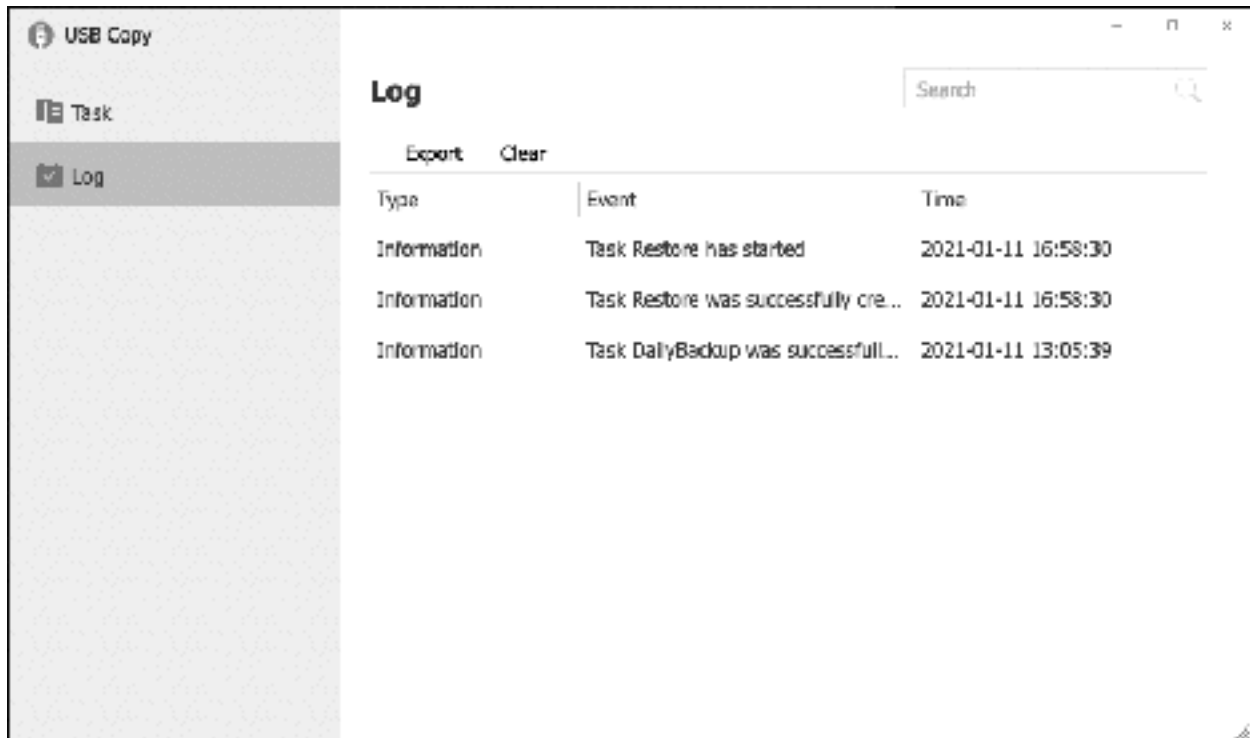 USB Copy
Task
Log
Log
Search
Export Clear
Type Event Time
Information Task Restore has started 2021-01-11 16:58:30
Information Task Restore was successfully cre... 2021-01-11 16:58:30
Information Task DailyBackup was successfull... 2021-01-11 13:05:39